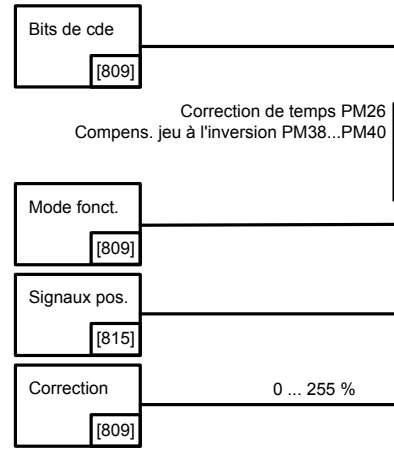 Bits de cde
[809]
Correction de temps PM26
Compens. jeu à l'inversion PM38...PM40
Mode fonct.
[809]
Signaux pos.
[815]
Correction
0 ... 255 %
[809]